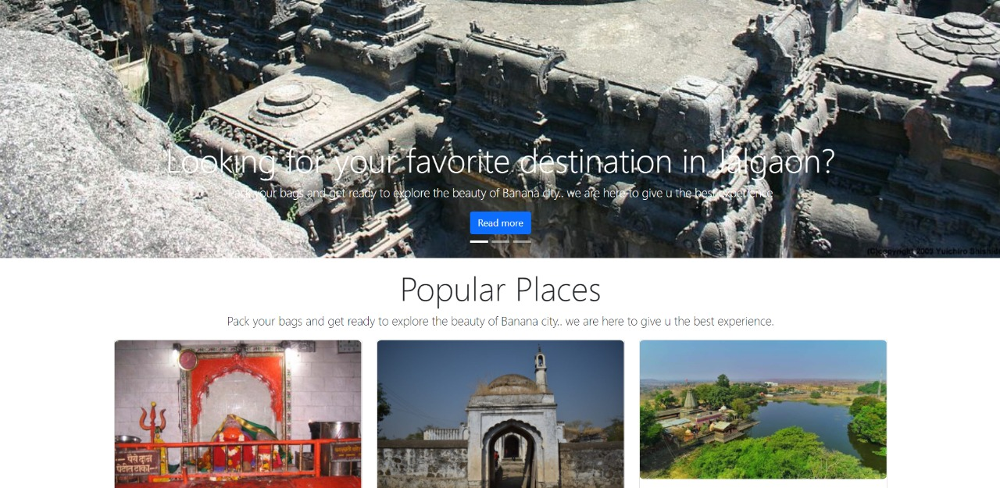 Looking for your favorite destination in Jalgaon?
Pack your bags and get ready to explore the beauty of Banana city.. we are here to give u the best experience.
Read more
(C)copyright 2003 Yuichiro Shishido
Popular Places
Pack your bags and get ready to explore the beauty of Banana city.. we are here to give u the best experience.
पैसे दान
पेटीत टाका